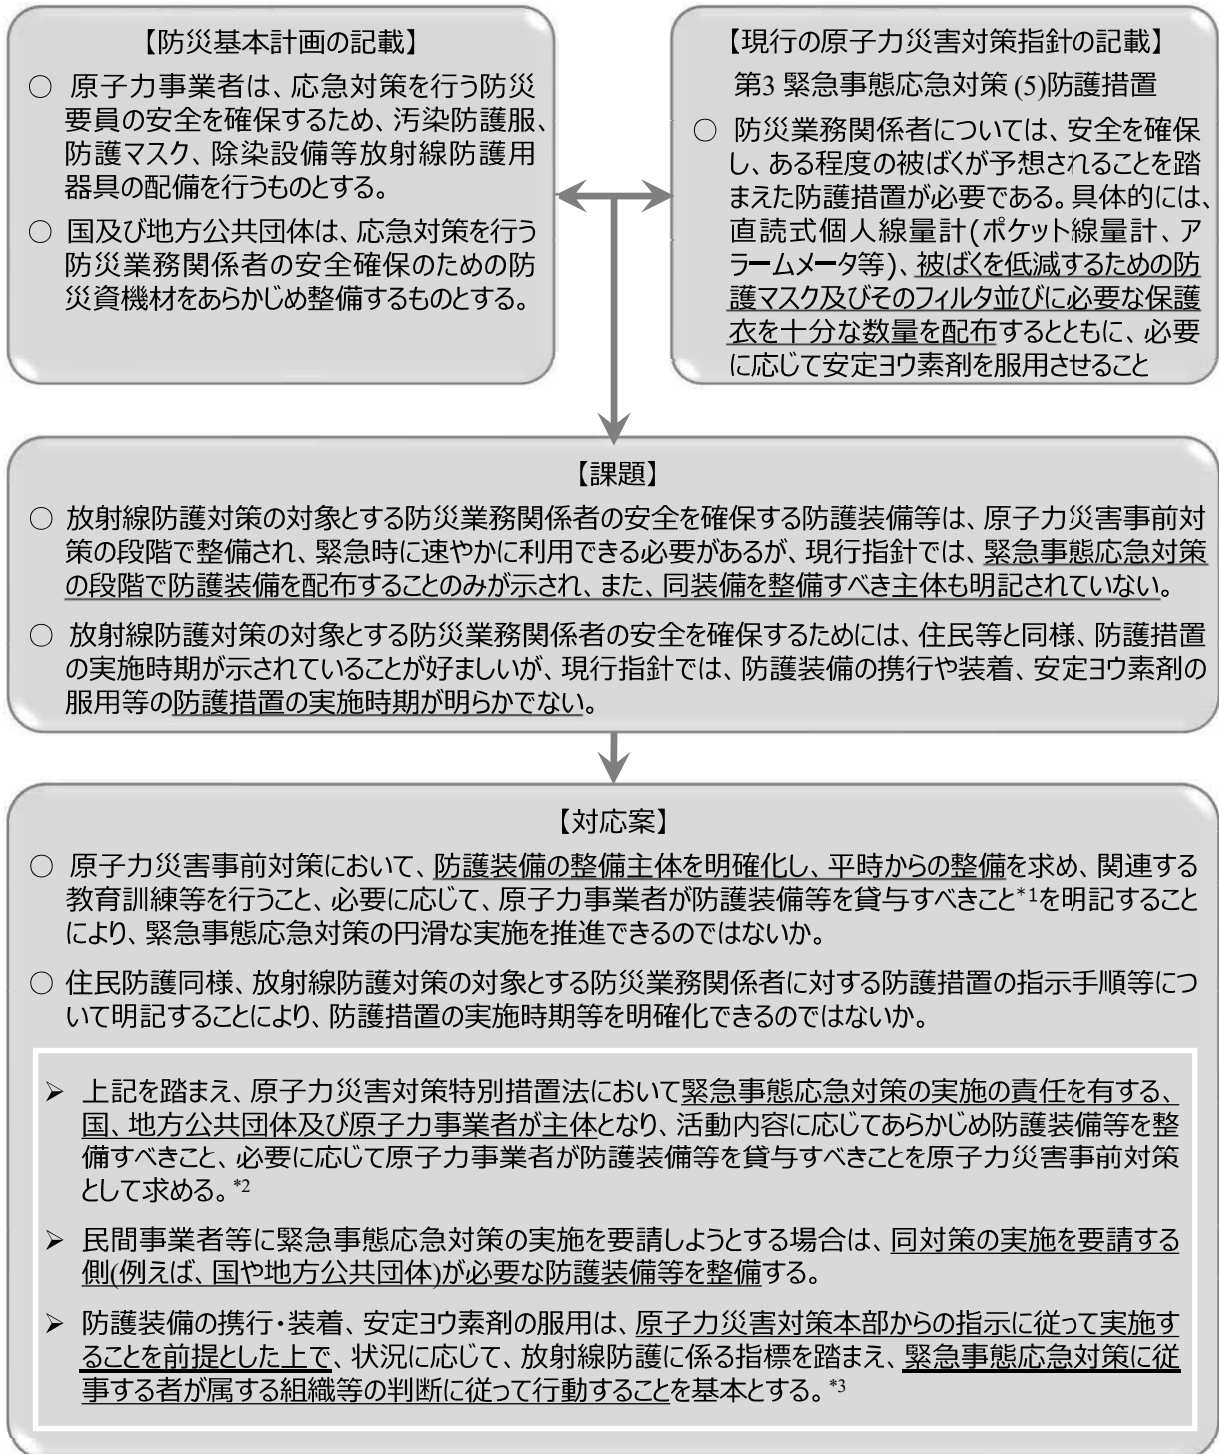 【防災基本計画の記載】
○ 原子力事業者は、応急対策を行う防災
要員の安全を確保するため、汚染防護服、
防護マスク、除染設備等放射線防護用
器具の配備を行うものとする。
○ 国及び地方公共団体は、応急対策を行う
防災業務関係者の安全確保のための防
災資機材をあらかじめ整備するものとする。
【現行の原子力災害対策指針の記載】
第3 緊急事態応急対策 (5)防護措置
○ 防災業務関係者については、安全を確保
し、ある程度の被ばくが予想されることを踏
まえた防護措置が必要である。具体的には、
直読式個人線量計(ポケット線量計、ア
ラームメータ等)、被ばくを低減するための防
護マスク及びそのフィルタ並びに必要な保護
衣を十分な数量を配布するとともに、必要
に応じて安定ヨウ素剤を服用させること
【課題】
○ 放射線防護対策の対象とする防災業務関係者の安全を確保する防護装備等は、原子力災害事前対
策の段階で整備され、緊急時に速やかに利用できる必要があるが、現行指針では、緊急事態応急対策
の段階で防護装備を配布することのみが示され、また、同装備を整備すべき主体も明記されていない。
○ 放射線防護対策の対象とする防災業務関係者の安全を確保するためには、住民等と同様、防護措置
の実施時期が示されていることが好ましいが、現行指針では、防護装備の携行や装着、安定ヨウ素剤の
服用等の防護措置の実施時期が明らかでない。
【対応案】
○ 原子力災害事前対策において、防護装備の整備主体を明確化し、平時からの整備を求め、関連する
教育訓練等を行うこと、必要に応じて、原子力事業者が防護装備等を貸与すべきこと*1を明記すること
により、緊急事態応急対策の円滑な実施を推進できるのではないか。
○ 住民防護同様、放射線防護対策の対象とする防災業務関係者に対する防護措置の指示手順等につ
いて明記することにより、防護措置の実施時期等を明確化できるのではないか。
➢ 上記を踏まえ、原子力災害対策特別措置法において緊急事態応急対策の実施の責任を有する、
国、地方公共団体及び原子力事業者が主体となり、活動内容に応じてあらかじめ防護装備等を整
備すべきこと、必要に応じて原子力事業者が防護装備等を貸与すべきことを原子力災害事前対策
として求める。*2
➢ 民間事業者等に緊急事態応急対策の実施を要請しようとする場合は、同対策の実施を要請する
側(例えば、国や地方公共団体)が必要な防護装備等を整備する。
➢ 防護装備の携行・装着、安定ヨウ素剤の服用は、原子力災害対策本部からの指示に従って実施す
ることを前提とした上で、状況に応じて、放射線防護に係る指標を踏まえ、緊急事態応急対策に従
事する者が属する組織等の判断に従って行動することを基本とする。*3